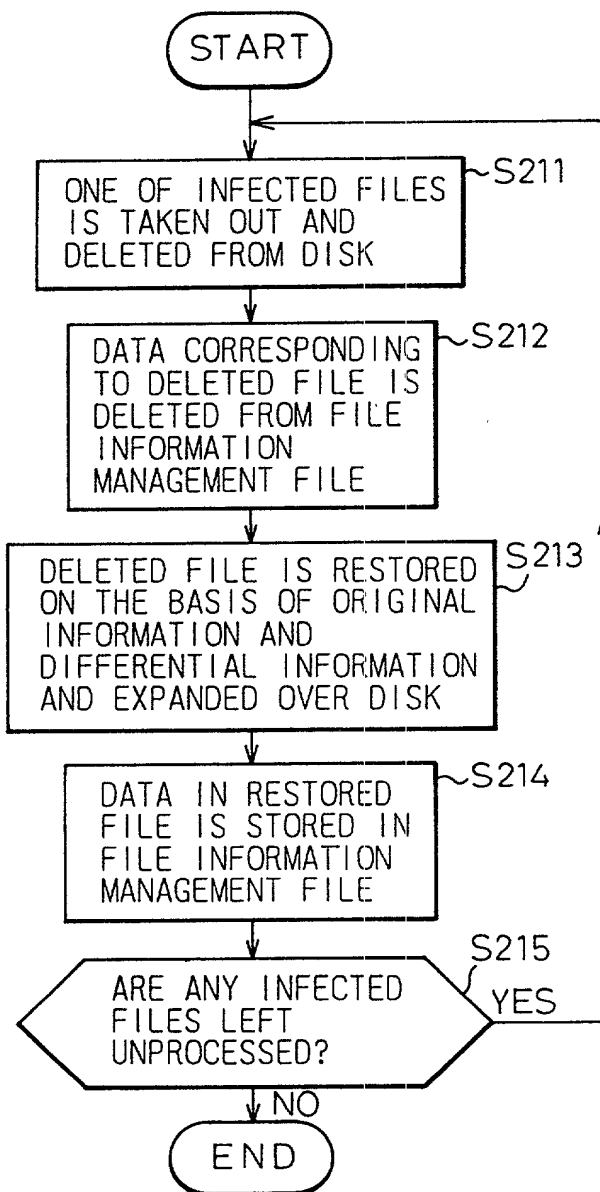 START
ONE OF INFECTED FILES
IS TAKEN OUT AND
DELETED FROM DISK
S211
DATA CORRESPONDING
TO DELETED FILE IS
DELETED FROM FILE
INFORMATION
MANAGEMENT FILE
S212
DELETED FILE IS RESTORED
ON THE BASIS OF ORIGINAL
INFORMATION AND
DIFFERENTIAL INFORMATION
AND EXPANDED OVER DISK
S213
DATA IN RESTORED
FILE IS STORED IN
FILE INFORMATION
MANAGEMENT FILE
S214
ARE ANY INFECTED
FILES LEFT
UNPROCESSED?
S215
YES
NO
END